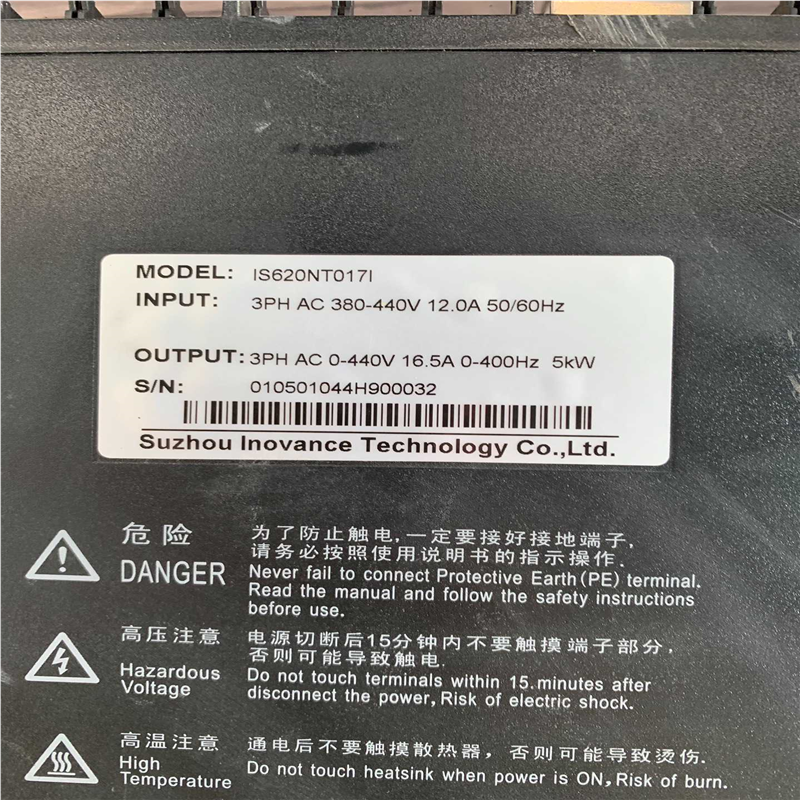 MODEL: IS620NT017I
INPUT: 3PH AC 380-440V 12.0A 50/60Hz
OUTPUT: 3PH AC 0-440V 16.5A 0-400Hz 5kW
S/N: 010501044H900032
Suzhou Inovance Technology Co.,Ltd.
危险
DANGER
为了防止触电,一定要接好接地端子,
请务必按照使用说明书的指示操作.
Never fail to connect Protective Earth(PE) terminal.
Read the manual and follow the safety instructions
before use.
高压注意
Hazardous
Voltage
电源切断后15分钟内不要触摸端子部分,
否则可能导致触电.
Do not touch terminals within 15.minutes after
disconnect the power, Risk of electric shock.
高温注意
High
Temperature
通电后不要触摸散热器，否则可能导致烫伤.
Do not touch heatsink when power is ON, Risk of burn.